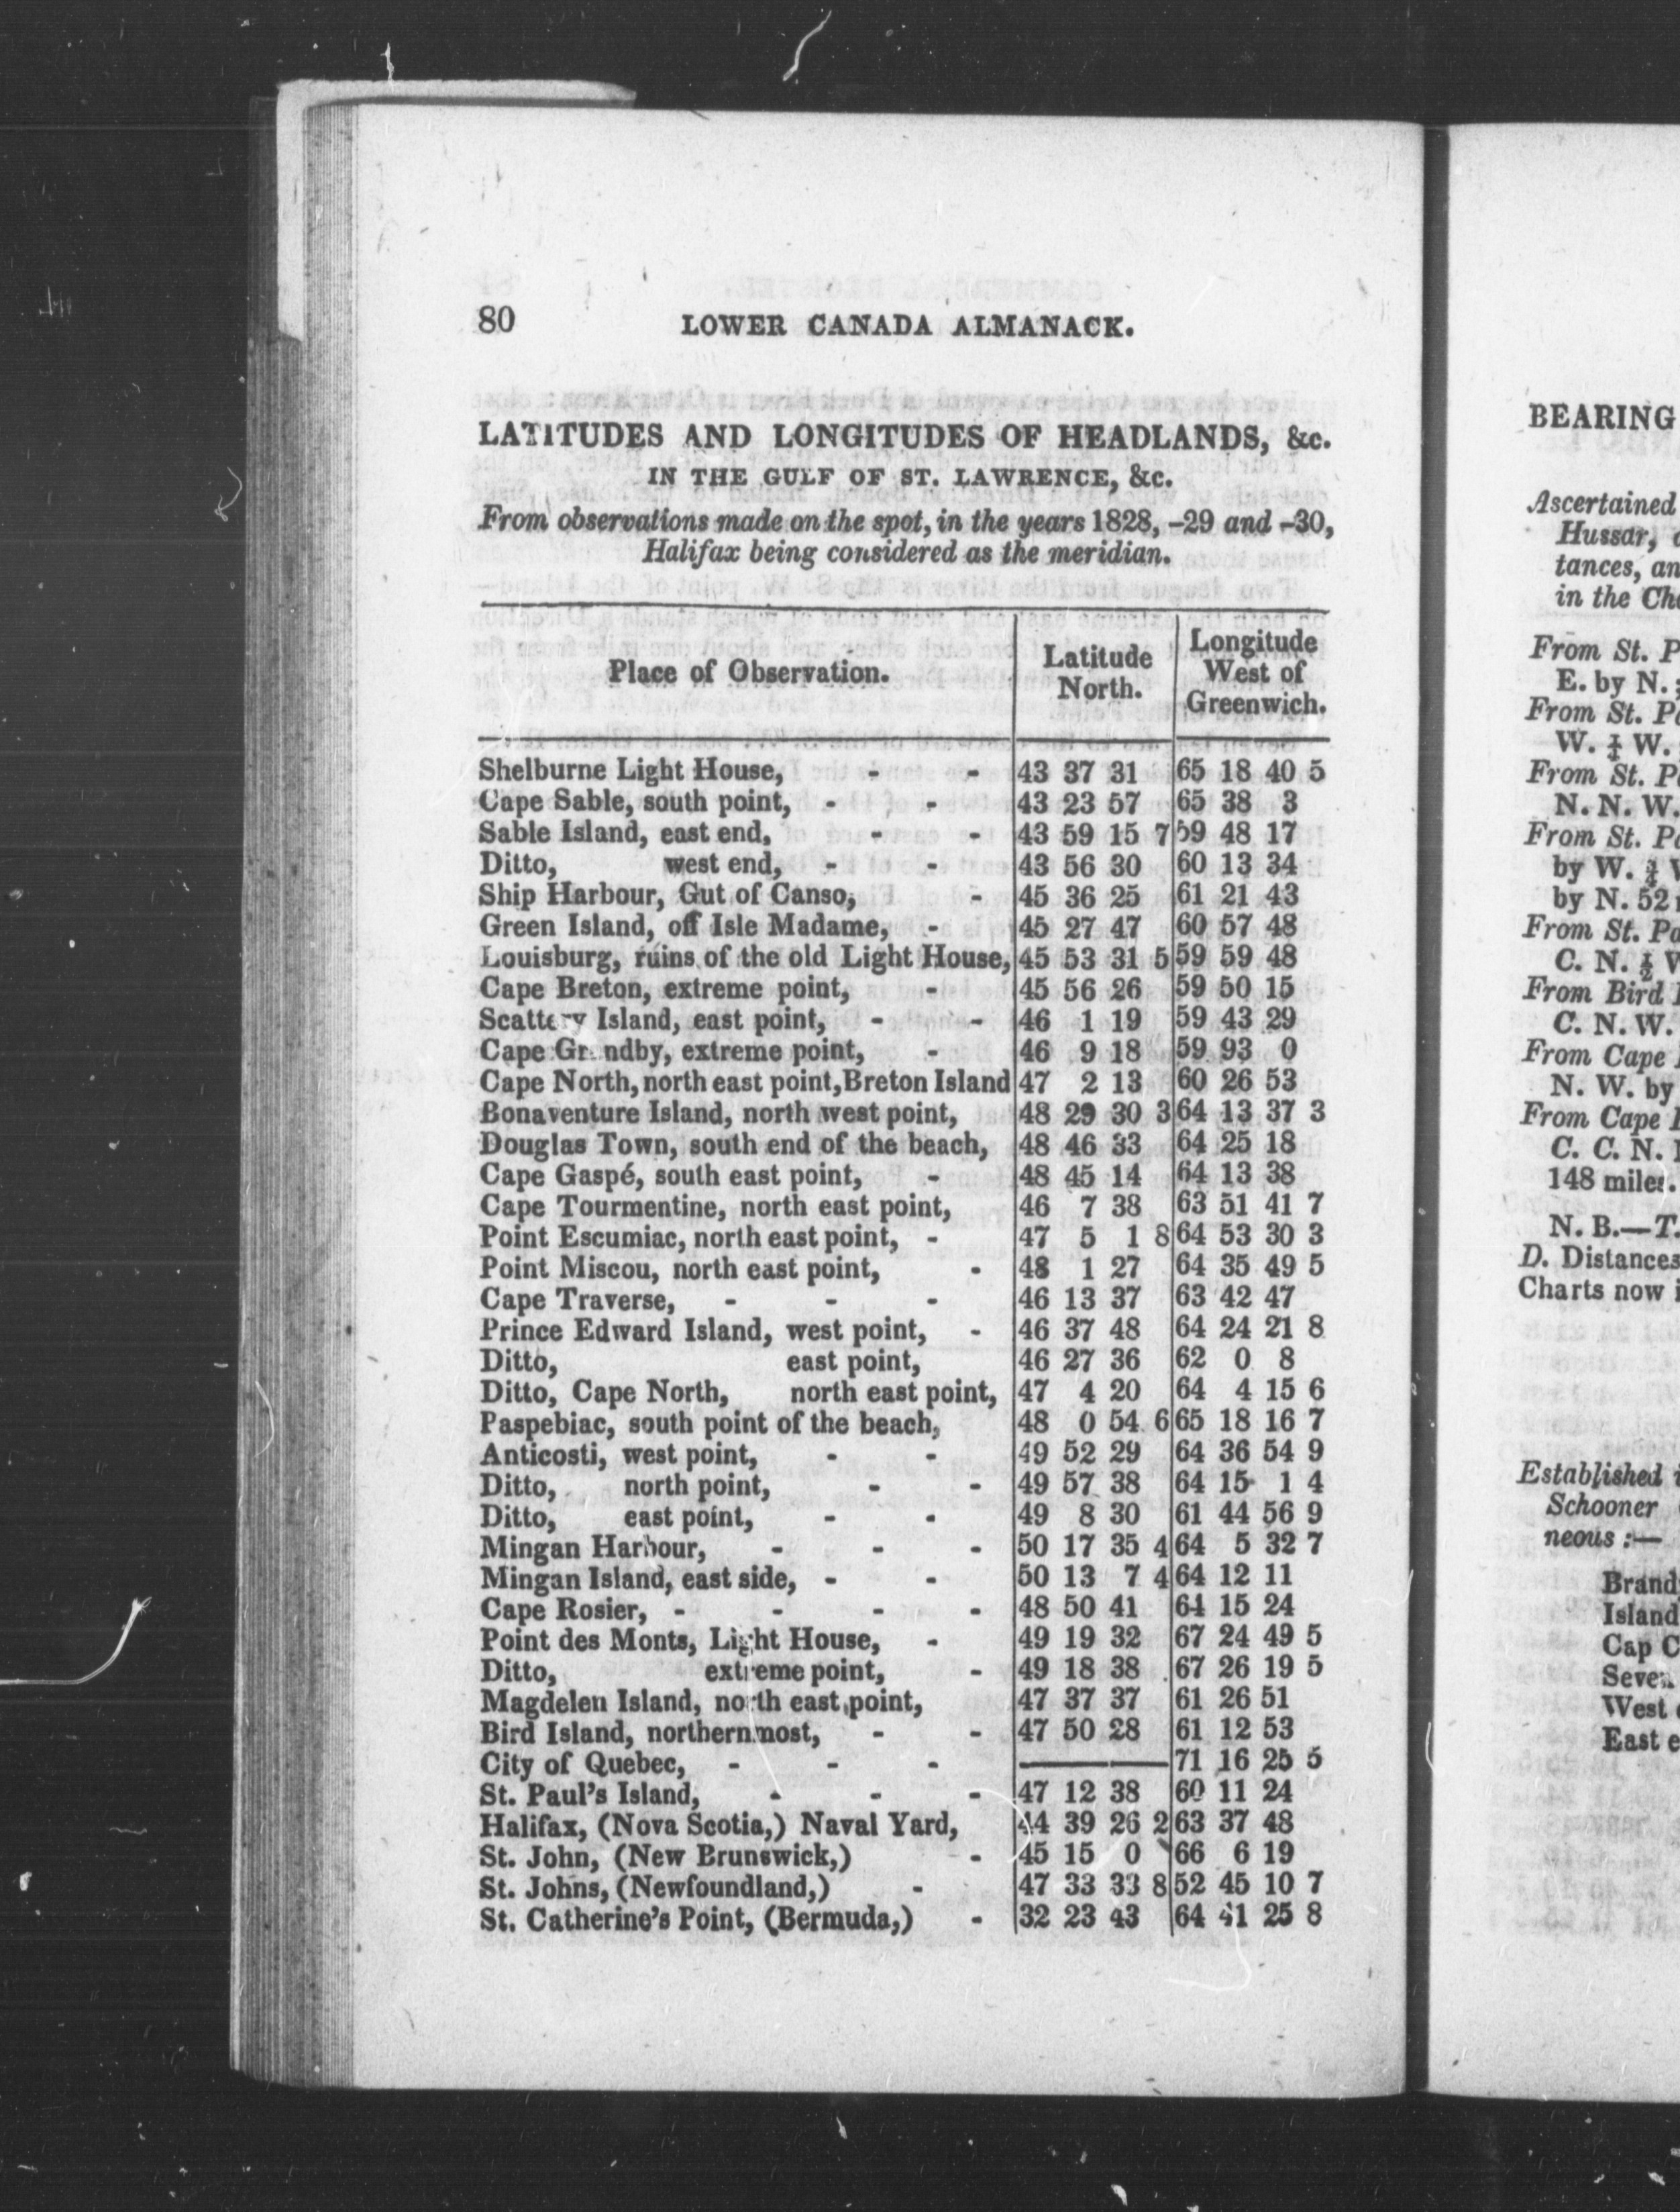 80 LOWER CANADA ALMANACK.
LATITUDES AND LONGITUDES OF HEADLANDS, &c.
IN THE GULF OF ST. LAWRENCE, &c.
From observations made on the spot, in the years 1828, -29 and -30,
Halifax being considered as the meridian.
Place of Observation. Latitude North. Longitude West of Greenwich.
Shelburne Light House, - - 43 37 31 65 18 40 5
Cape Sable, south point, - - 43 23 57 65 38 3
Sable Island, east end, - - 43 59 15 7 59 48 17
Ditto, west end, - - 43 56 30 60 13 34
Ship Harbour, Gut of Canso, - 45 36 25 61 21 43
Green Island, off Isle Madame, - 45 27 47 60 57 48
Louisburg, ruins of the old Light House, 45 53 31 5 59 59 48
Cape Breton, extreme point, - 45 56 26 59 50 15
Scattery Island, east point, - - 46 1 19 59 43 29
Cape Grandby, extreme point, - 46 9 18 59 93 0
Cape North, north east point, Breton Island 47 2 13 60 26 53
Bonaventure Island, north west point, 48 29 30 3 64 13 37 3
Douglas Town, south end of the beach, 48 46 33 64 25 18
Cape Gaspé, south east point, - 48 45 14 64 13 38
Cape Tourmentine, north east point, 46 7 38 63 51 41 7
Point Escumiac, north east point, - 47 5 1 8 64 53 30 3
Point Miscou, north east point, - 48 1 27 64 35 49 5
Cape Traverse, - - - 46 13 37 63 42 47
Prince Edward Island, west point, - 46 37 48 64 24 21 8
Ditto, east point, 46 27 36 62 0 8
Ditto, Cape North, north east point, 47 4 20 64 4 15 6
Paspebiac, south point of the beach, 48 0 54 6 65 18 16 7
Anticosti, west point, - - 49 52 29 64 36 54 9
Ditto, north point, - - 49 57 38 64 15 1 4
Ditto, east point, - - 49 8 30 61 44 56 9
Mingan Harbour, - - - 50 17 35 4 64 5 32 7
Mingan Island, east side, - - 50 13 7 4 64 12 11
Cape Rosier, - - - - 48 50 41 64 15 24
Point des Monts, Light House, - 49 19 32 67 24 49 5
Ditto, extreme point, - 49 18 38 67 26 19 5
Magdelen Island, north east point, 47 37 37 61 26 51
Bird Island, northernmost, - - 47 50 28 61 12 53
City of Quebec, - - - ——— 71 16 25 5
St. Paul's Island, - - - 47 12 38 60 11 24
Halifax, (Nova Scotia,) Naval Yard, 44 39 26 2 63 37 48
St. John, (New Brunswick,) - 45 15 0 66 6 19
St. Johns, (Newfoundland,) - 47 33 33 8 52 45 10 7
St. Catherine's Point, (Bermuda,) - 32 23 43 64 41 25 8
BEARING
Ascertained
Hussar,
tances, an
in the
From St. P
E. by N.
From St.
W. ¼ W.
From St. P
N. N. W.
From St.
by W. ¾
by N. 52
From St. Pa
C. N. ½
From Bird
C. N. W.
From Cape
N. W. by
From Cape
C. C. N.
148 miles.
N. B.—T.
D. Distances
Charts now
Established
Schooner
neous :—
Brand
Island
Cap C
Seven
West
East e